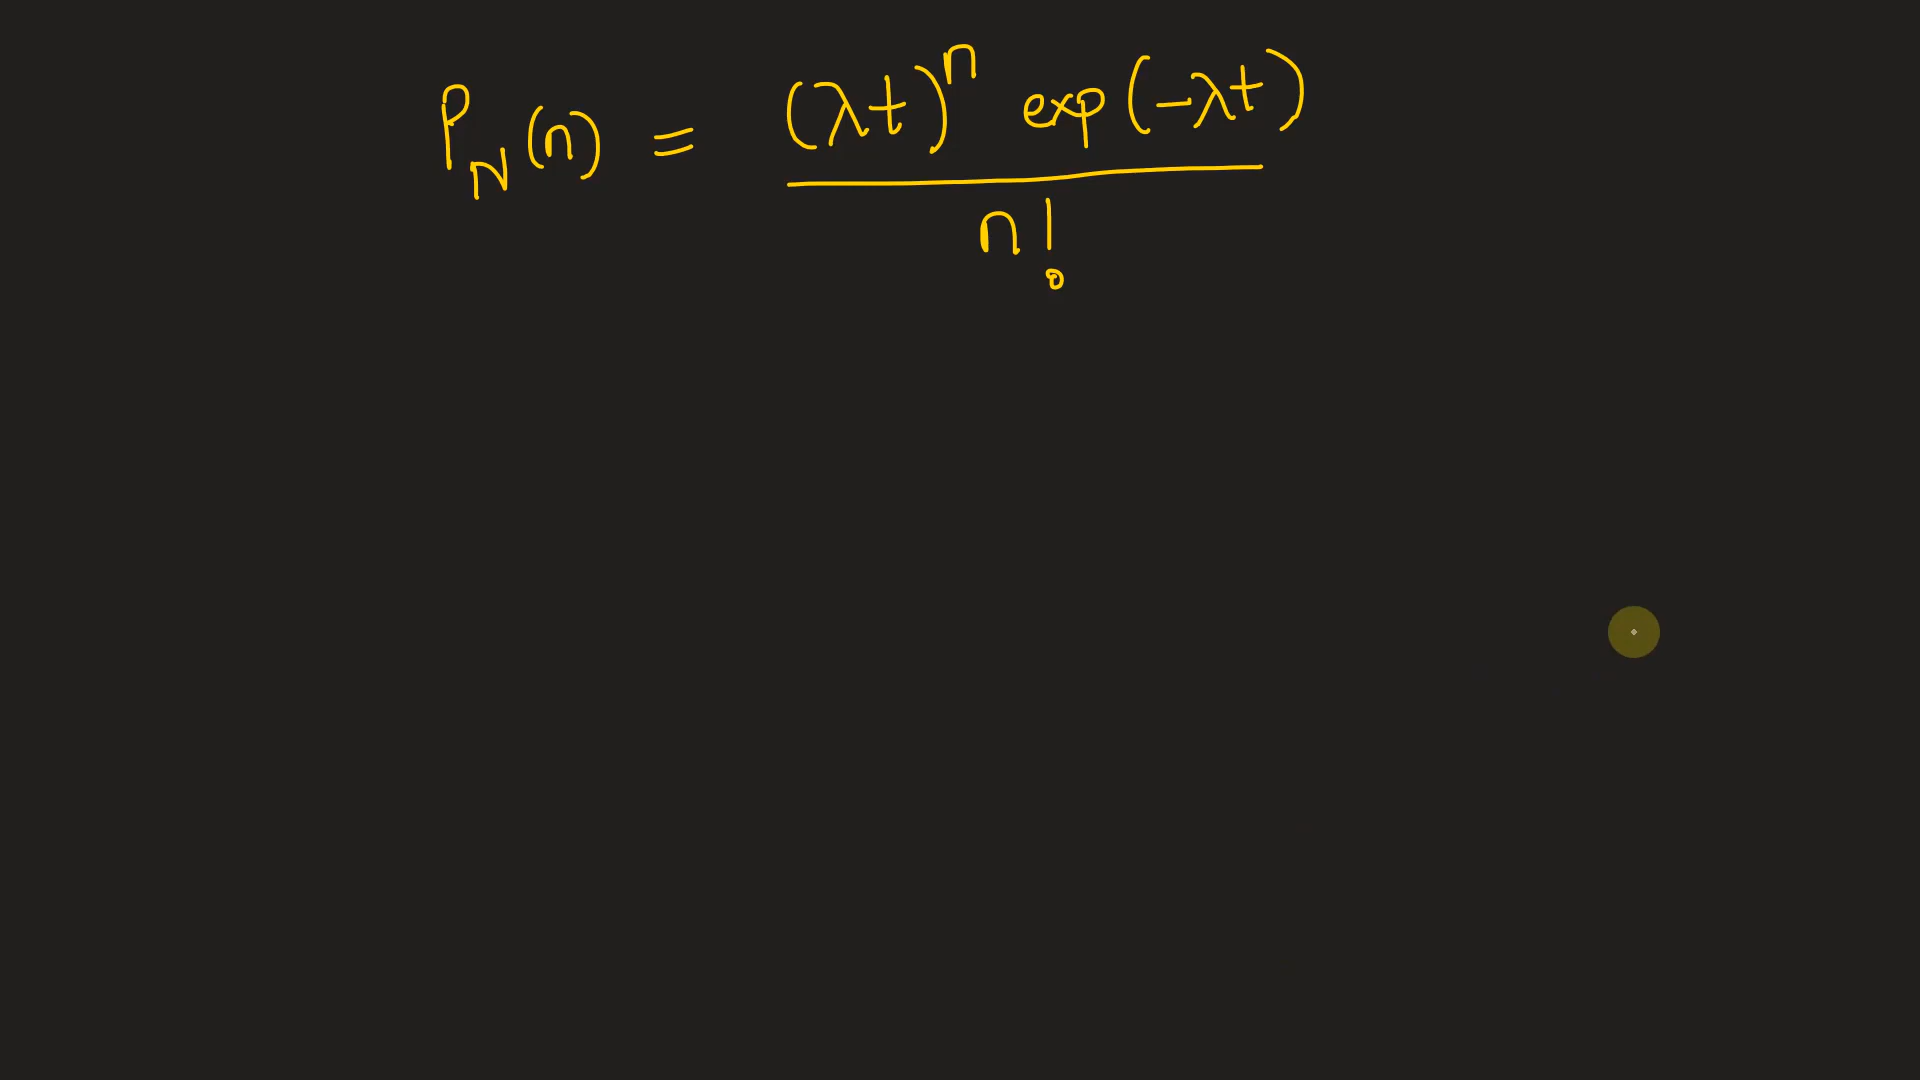 P_N(n) = (λt)^n exp(-λt)
n!